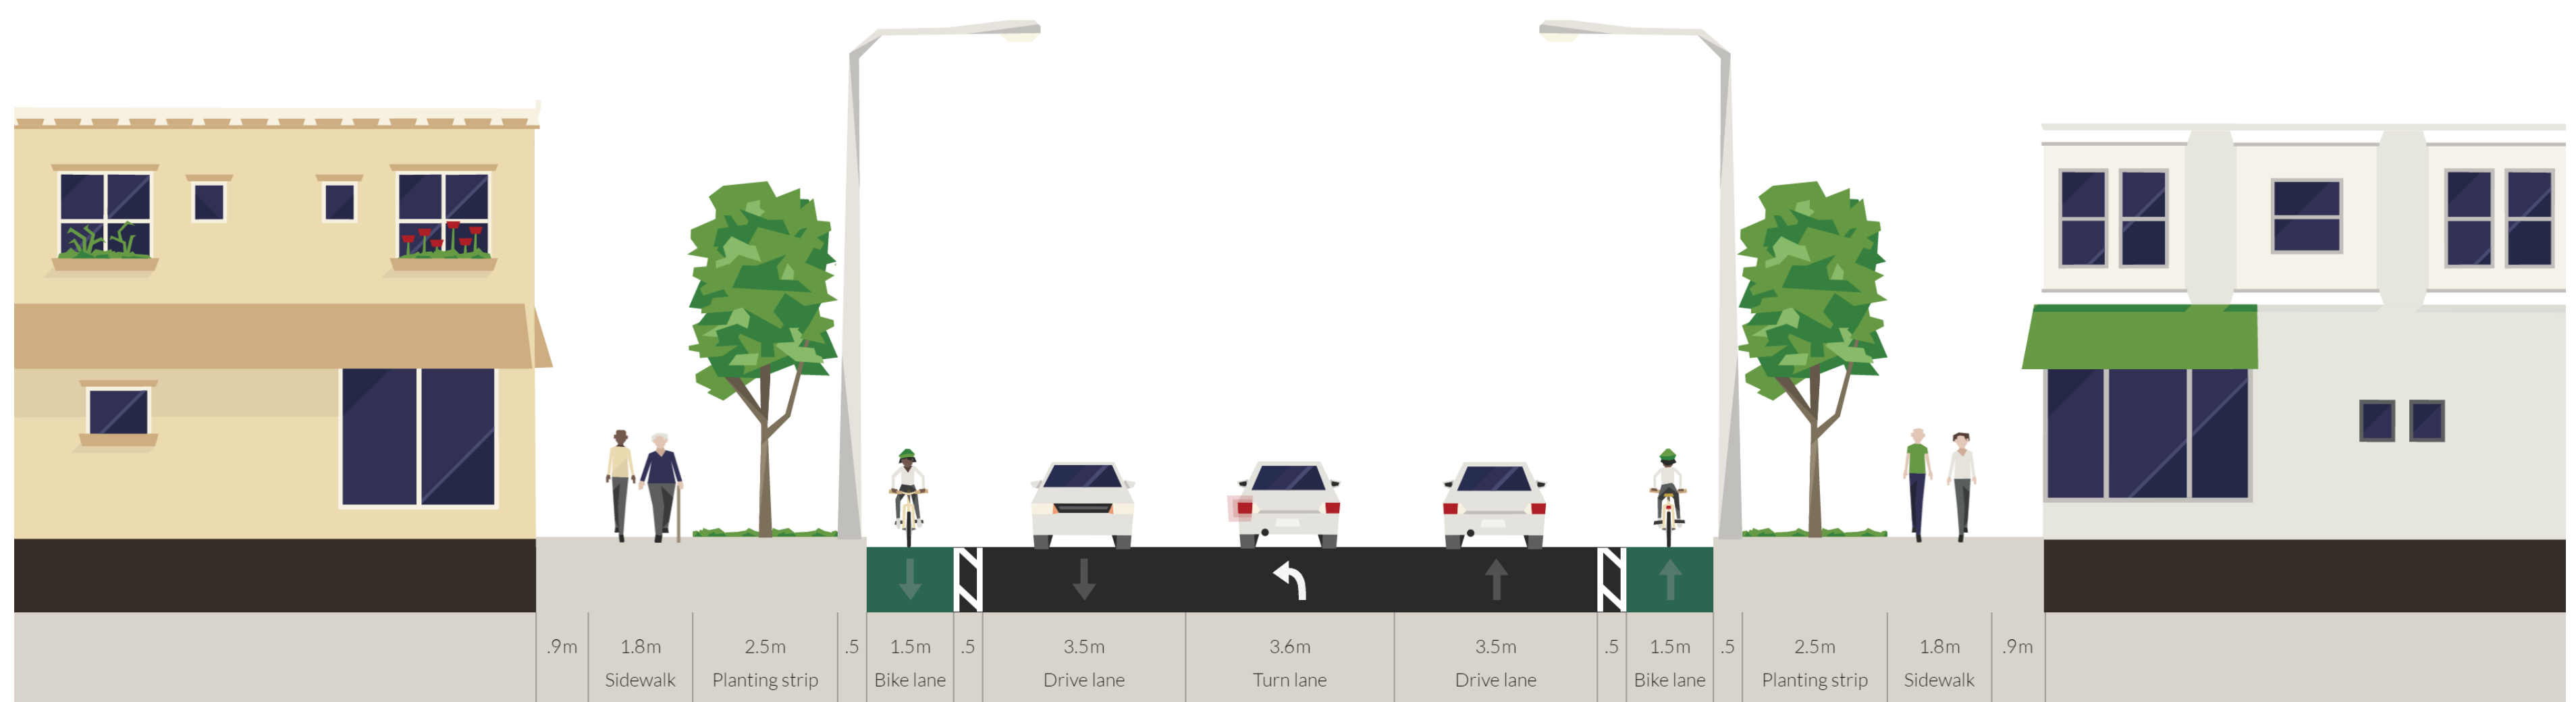 .9m 1.8m 2.5m .5 1.5m .5 3.5m 3.6m 3.5m .5 1.5m .5 2.5m 1.8m .9m
Sidewalk Planting strip Bike lane Drive lane Turn lane Drive lane Bike lane Planting strip Sidewalk